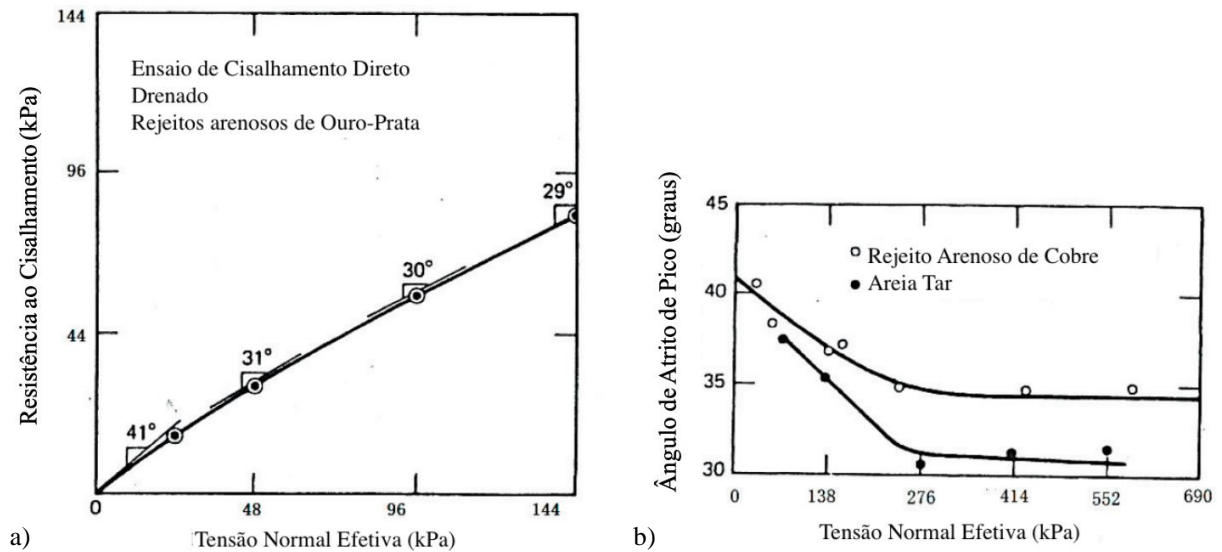 144
96
44
0
48
96
144
Resistência ao Cisalhamento (kPa)
Ensaio de Cisalhamento Direto
Drenado
Rejeitos arenosos de Ouro-Prata
41°
31°
30°
29°
Tensão Normal Efetiva (kPa)
a)
45
40
35
30
0
138
276
414
552
690
Ângulo de Atrito de Pico (graus)
Rejeito Arenoso de Cobre
Areia Tar
Tensão Normal Efetiva (kPa)
b)